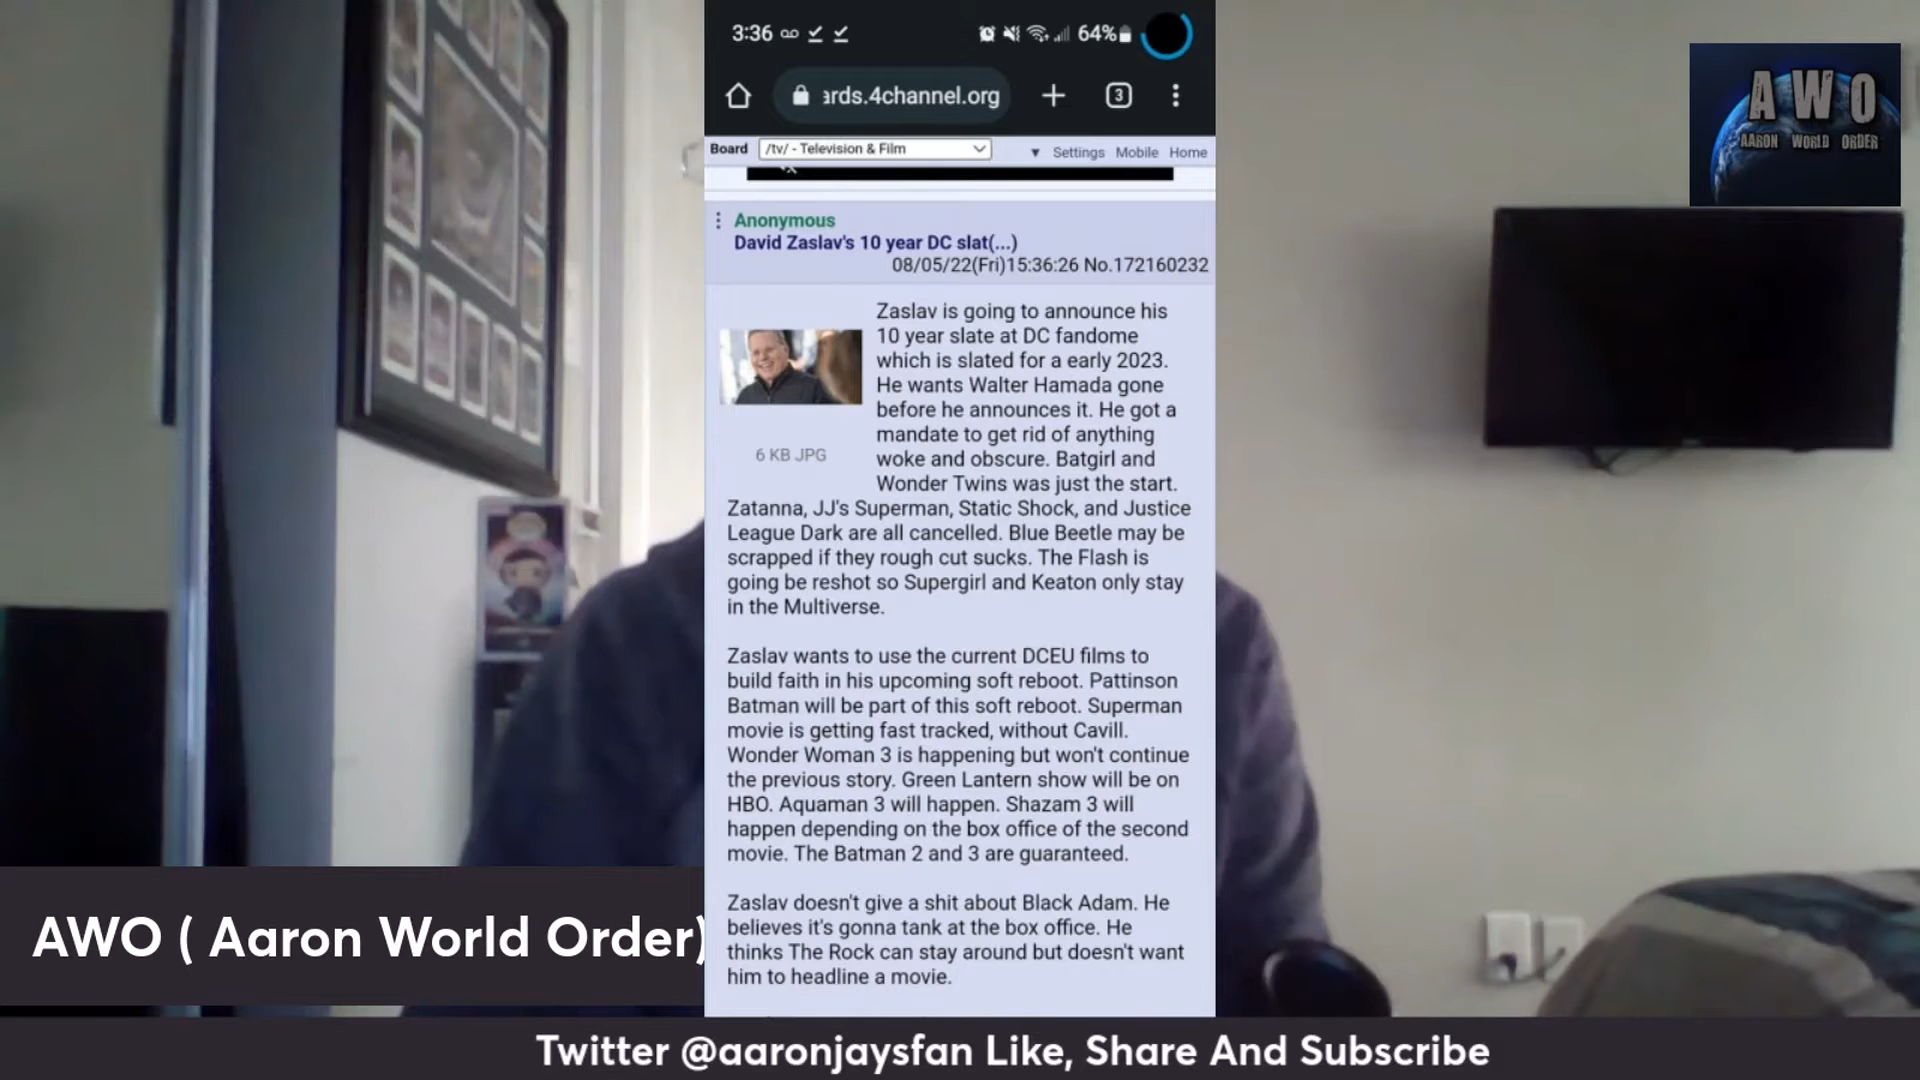 3:36
64%
ards.4channel.org
3
Board
/tv/ - Television & Film
▼ Settings Mobile Home
Anonymous
David Zaslav's 10 year DC slat(...)
08/05/22(Fri)15:36:26 No.172160232
6 KB JPG
Zaslav is going to announce his
10 year slate at DC fandome
which is slated for a early 2023.
He wants Walter Hamada gone
before he announces it. He got a
mandate to get rid of anything
woke and obscure. Batgirl and
Wonder Twins was just the start.
Zatanna, JJ's Superman, Static Shock, and Justice
League Dark are all cancelled. Blue Beetle may be
scrapped if they rough cut sucks. The Flash is
going be reshot so Supergirl and Keaton only stay
in the Multiverse.
Zaslav wants to use the current DCEU films to
build faith in his upcoming soft reboot. Pattinson
Batman will be part of this soft reboot. Superman
movie is getting fast tracked, without Cavill.
Wonder Woman 3 is happening but won't continue
the previous story. Green Lantern show will be on
HBO. Aquaman 3 will happen. Shazam 3 will
happen depending on the box office of the second
movie. The Batman 2 and 3 are guaranteed.
Zaslav doesn't give a shit about Black Adam. He
believes it's gonna tank at the box office. He
thinks The Rock can stay around but doesn't want
him to headline a movie.
AWO
AARON WORLD ORDER
AWO ( Aaron World Order)
Twitter @aaronjaysfan Like, Share And Subscribe